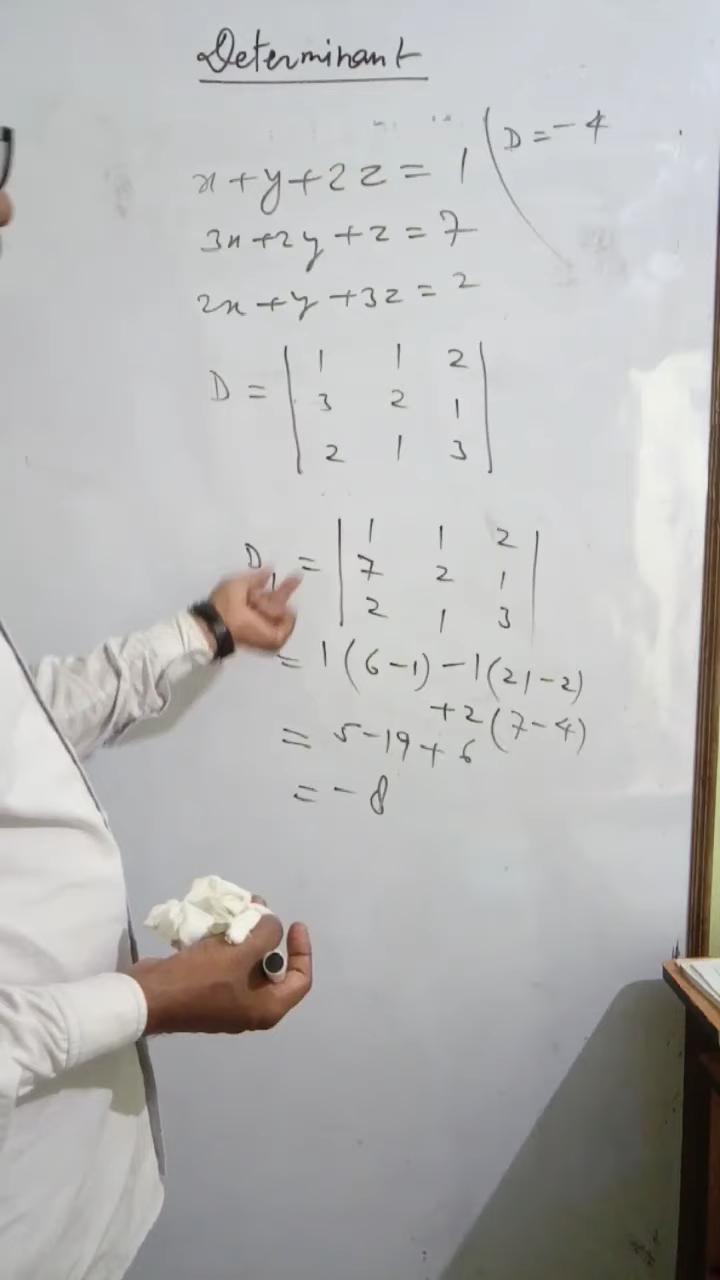 Determinant
x+y+2z = 1
D = -4
3x+2y+z = 7
2x+y+3z = 2
D = | 1 1 2 |
| 3 2 1 |
| 2 1 3 |
D1 = | 1 1 2 |
| 7 2 1 |
| 2 1 3 |
= 1(6-1) -1(21-2)
+2(7-4)
= 5-19+6
= -8